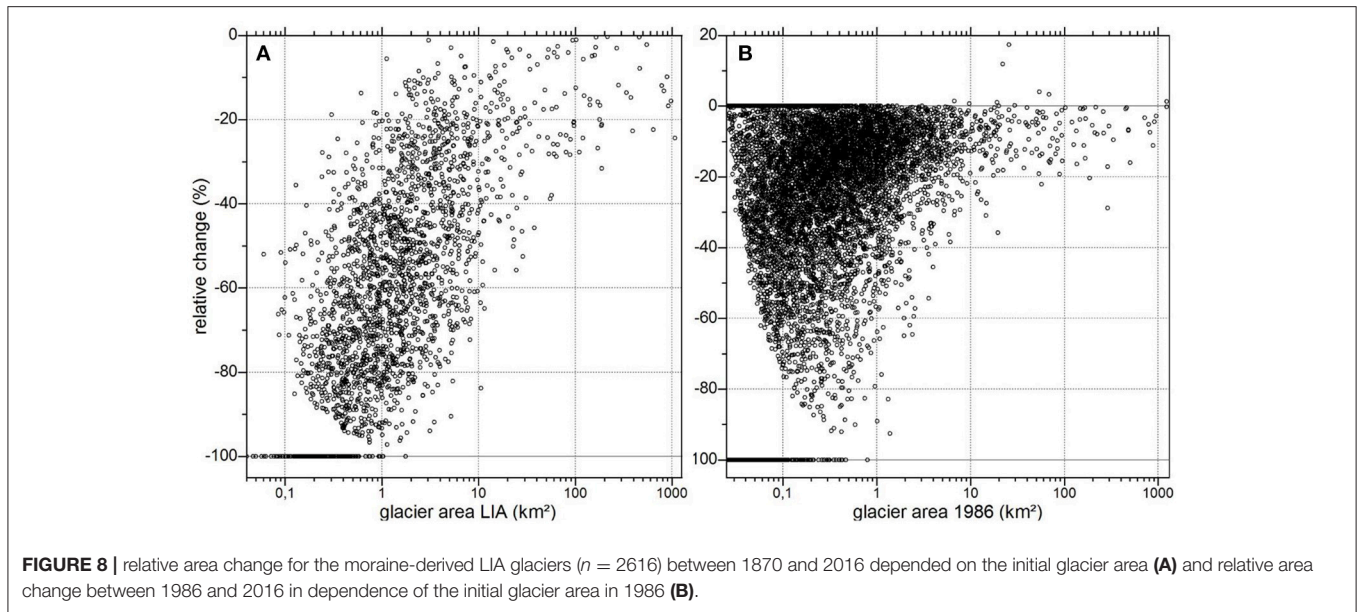 A
B
0
-20
-40
-60
-80
-100
relative change (%)
0,1 1 10 100 1000
glacier area LIA (km²)
20
0
-20
-40
-60
-80
100
0,1 1 10 100 1000
glacier area 1986 (km²)
FIGURE 8 | relative area change for the moraine-derived LIA glaciers (n = 2616) between 1870 and 2016 depended on the initial glacier area (A) and relative area
change between 1986 and 2016 in dependence of the initial glacier area in 1986 (B).